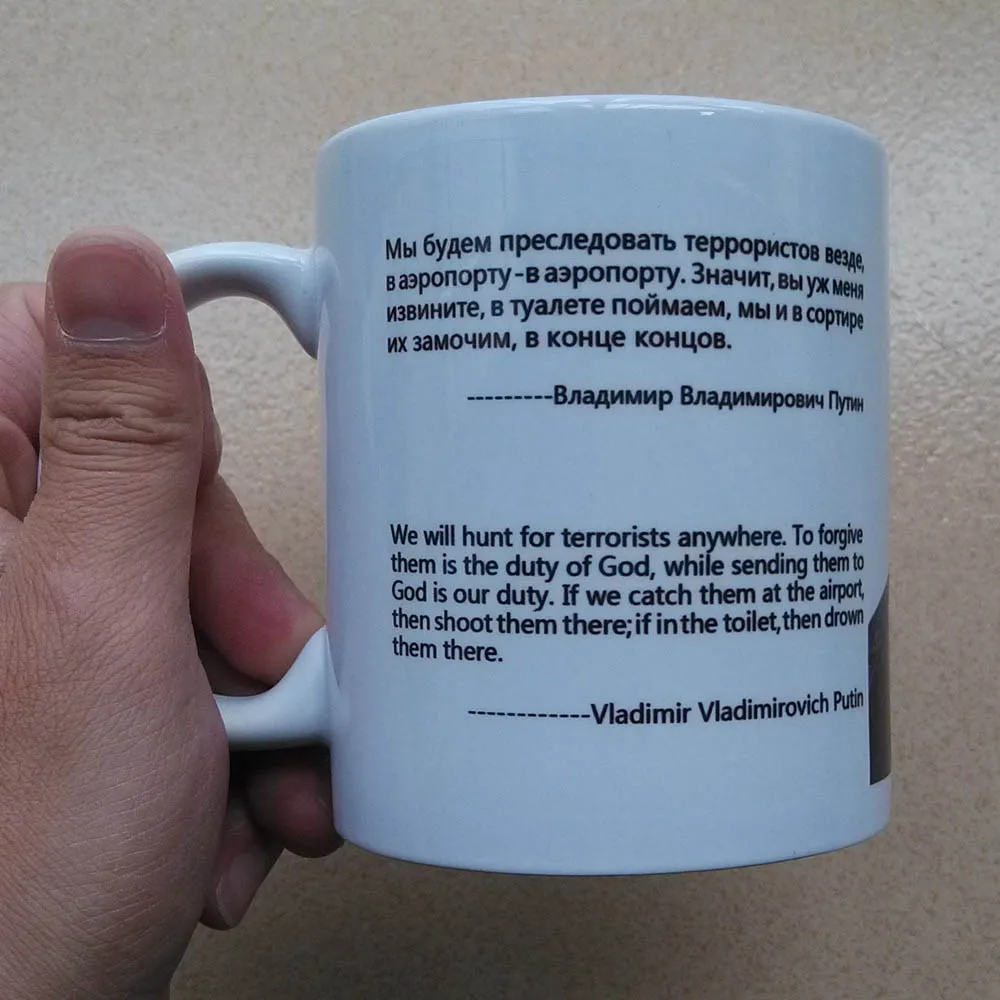 Мы будем преследовать террористов везде,
в аэропорту-в аэропорту. Значит, вы уж меня
извините, в туалете поймаем, мы и в сортире
их замочим, в конце концов.
---------Владимир Владимирович Путин
We will hunt for terrorists anywhere. To forgive
them is the duty of God, while sending them to
God is our duty. If we catch them at the airport,
then shoot them there; if in the toilet, then drown
them there.
------------Vladimir Vladimirovich Putin